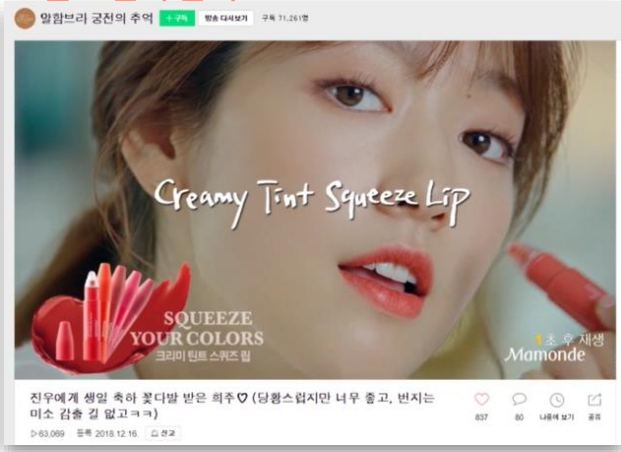 알함브라 궁전의 추억 + 구독 방송 다시보기 구독 71,261명
Creamy Tint Squeeze Lip
SQUEEZE
YOUR COLORS
크리미 틴트 스퀴즈 립
1초 후 재생
Mamonde
진우에게 생일 축하 꽃다발 받은 희주♡ (당황스럽지만 너무 좋고, 번지는
미소 감출 길 없고ㅋㅋ)
837 80 나중에 보기 공유
▷63,069 등록 2018.12.16. 신고